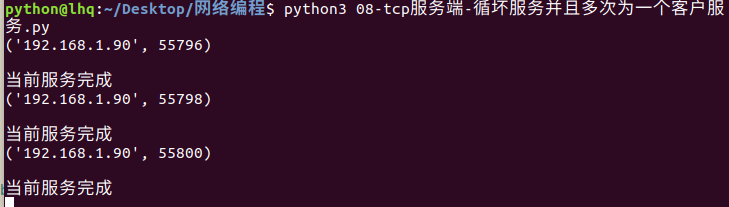 python@lhq:~/Desktop/网络编程$ python3 08-tcp服务端-循坏服务并且多次为一个客户服
务.py
('192.168.1.90', 55796)
当前服务完成
('192.168.1.90', 55798)
当前服务完成
('192.168.1.90', 55800)
当前服务完成